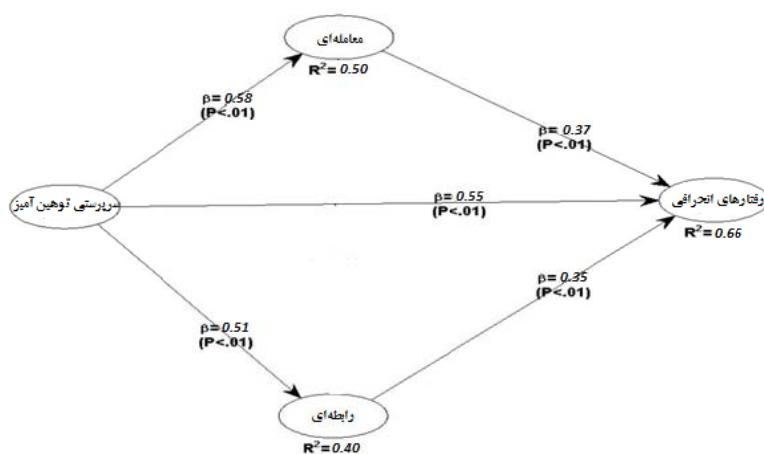 معامله‌ای
R²= 0.50
β= 0.58
(P<.01)
β= 0.37
(P<.01)
سرپرستی توهین آمیز
β= 0.55
(P<.01)
رفتارهای انحرافی
R²= 0.66
β= 0.51
(P<.01)
β= 0.35
(P<.01)
رابطه‌ای
R²= 0.40